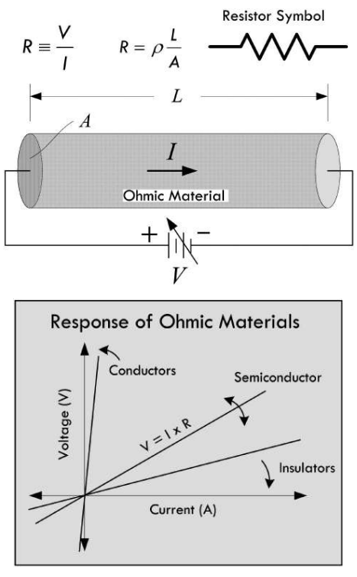 Resistor Symbol
R ≡ V/I
R = ρ L/A
L
A
I
Ohmic Material
+ −
V
Response of Ohmic Materials
Conductors
Semiconductor
V = I x R
Insulators
Voltage (V)
Current (A)